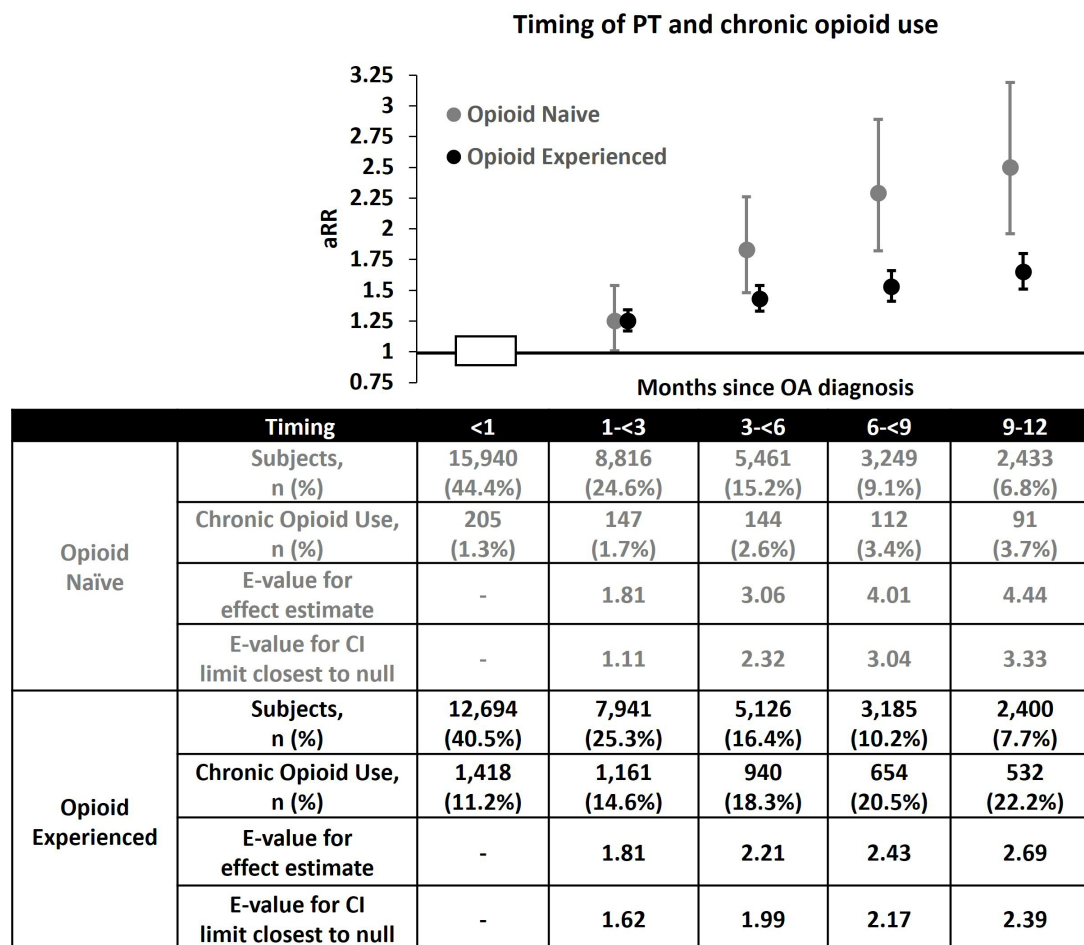 Timing of PT and chronic opioid use
3.25
3
2.75
2.5
2.25
2
1.75
1.5
1.25
1
0.75
aRR
Opioid Naive
Opioid Experienced
Months since OA diagnosis
Timing <1 1-<3 3-<6 6-<9 9-12
Opioid
Naïve
Subjects,
n (%)
15,940 8,816 5,461 3,249 2,433
(44.4%) (24.6%) (15.2%) (9.1%) (6.8%)
Chronic Opioid Use,
n (%)
205 147 144 112 91
(1.3%) (1.7%) (2.6%) (3.4%) (3.7%)
E-value for
effect estimate
- 1.81 3.06 4.01 4.44
E-value for CI
limit closest to null
- 1.11 2.32 3.04 3.33
Opioid
Experienced
Subjects,
n (%)
12,694 7,941 5,126 3,185 2,400
(40.5%) (25.3%) (16.4%) (10.2%) (7.7%)
Chronic Opioid Use,
n (%)
1,418 1,161 940 654 532
(11.2%) (14.6%) (18.3%) (20.5%) (22.2%)
E-value for
effect estimate
- 1.81 2.21 2.43 2.69
E-value for CI
limit closest to null
- 1.62 1.99 2.17 2.39